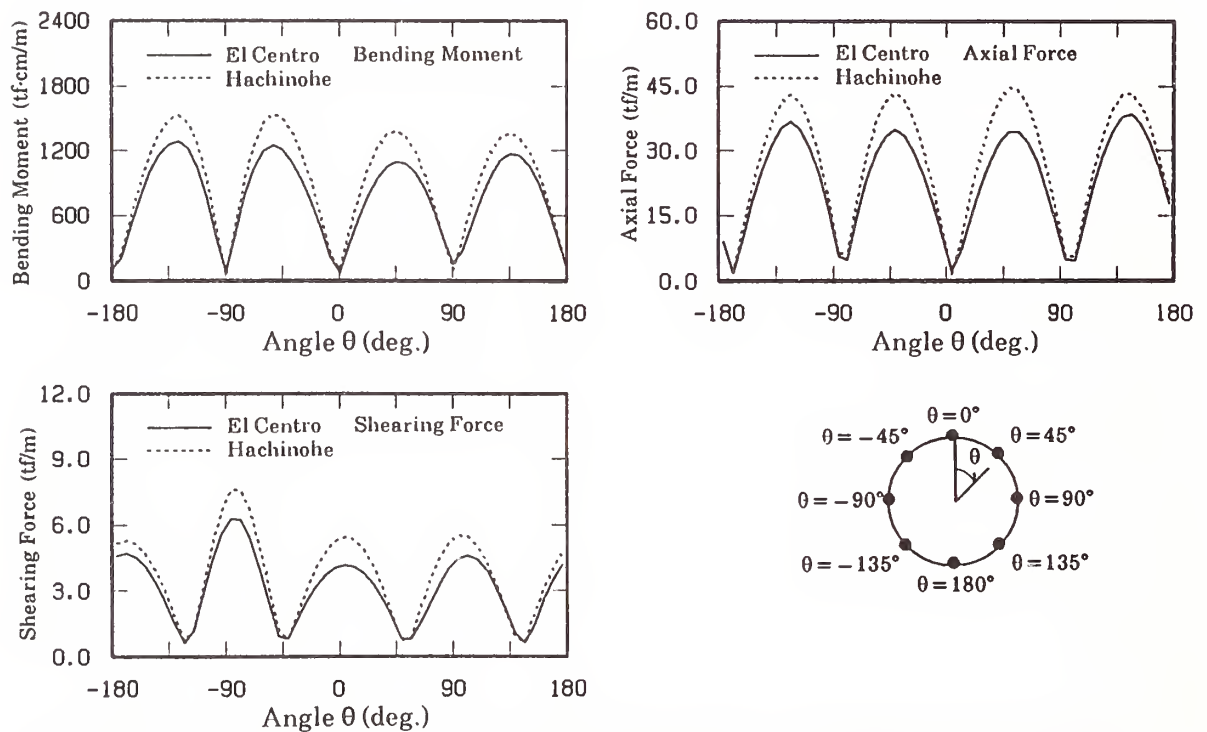 2400
1800
1200
600
0
Bending Moment (tf·cm/m)
El Centro Bending Moment
Hachinohe
-180 -90 0 90 180
Angle θ (deg.)
60.0
45.0
30.0
15.0
0.0
Axial Force (tf/m)
El Centro Axial Force
Hachinohe
-180 -90 0 90 180
Angle θ (deg.)
12.0
9.0
6.0
3.0
0.0
Shearing Force (tf/m)
El Centro Shearing Force
Hachinohe
-180 -90 0 90 180
Angle θ (deg.)
θ=0°
θ=-45° θ=45°
θ
θ=-90° θ=90°
θ=-135° θ=135°
θ=180°